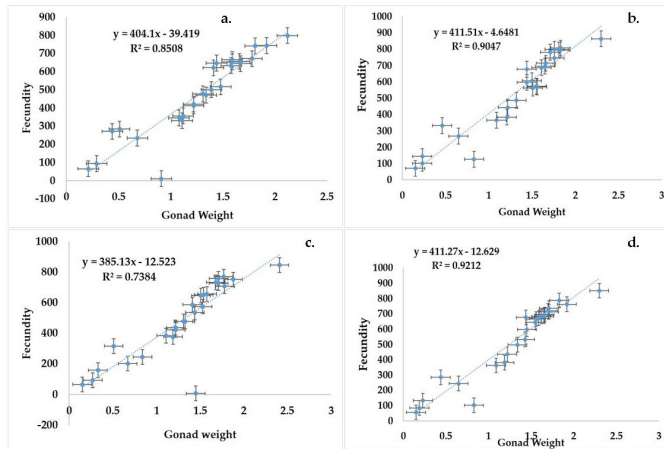 a.
y = 404.1x - 39.419
R² = 0.8508
Fecundity
900
800
700
600
500
400
300
200
100
0
-100
0 0.5 1 1.5 2 2.5
Gonad Weight
b.
y = 411.51x - 4.6481
R² = 0.9047
Fecundity
1000
900
800
700
600
500
400
300
200
100
0
0 0.5 1 1.5 2 2.5 3
Gonad Weight
c.
y = 385.13x - 12.523
R² = 0.7384
Fecundity
1000
800
600
400
200
0
-200
0 0.5 1 1.5 2 2.5 3
Gonad weight
d.
y = 411.27x - 12.629
R² = 0.9212
Fecundity
1000
900
800
700
600
500
400
300
200
100
0
0 0.5 1 1.5 2 2.5 3
Gonad Weight